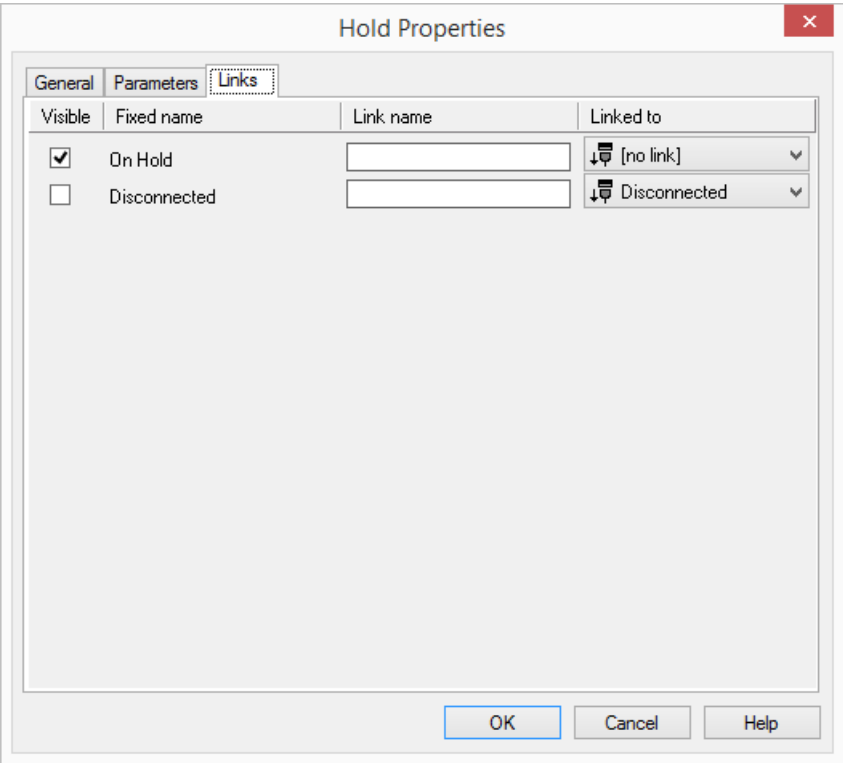 Hold Properties
General Parameters Links
Visible Fixed name Link name Linked to
On Hold [no link]
Disconnected Disconnected
OK Cancel Help